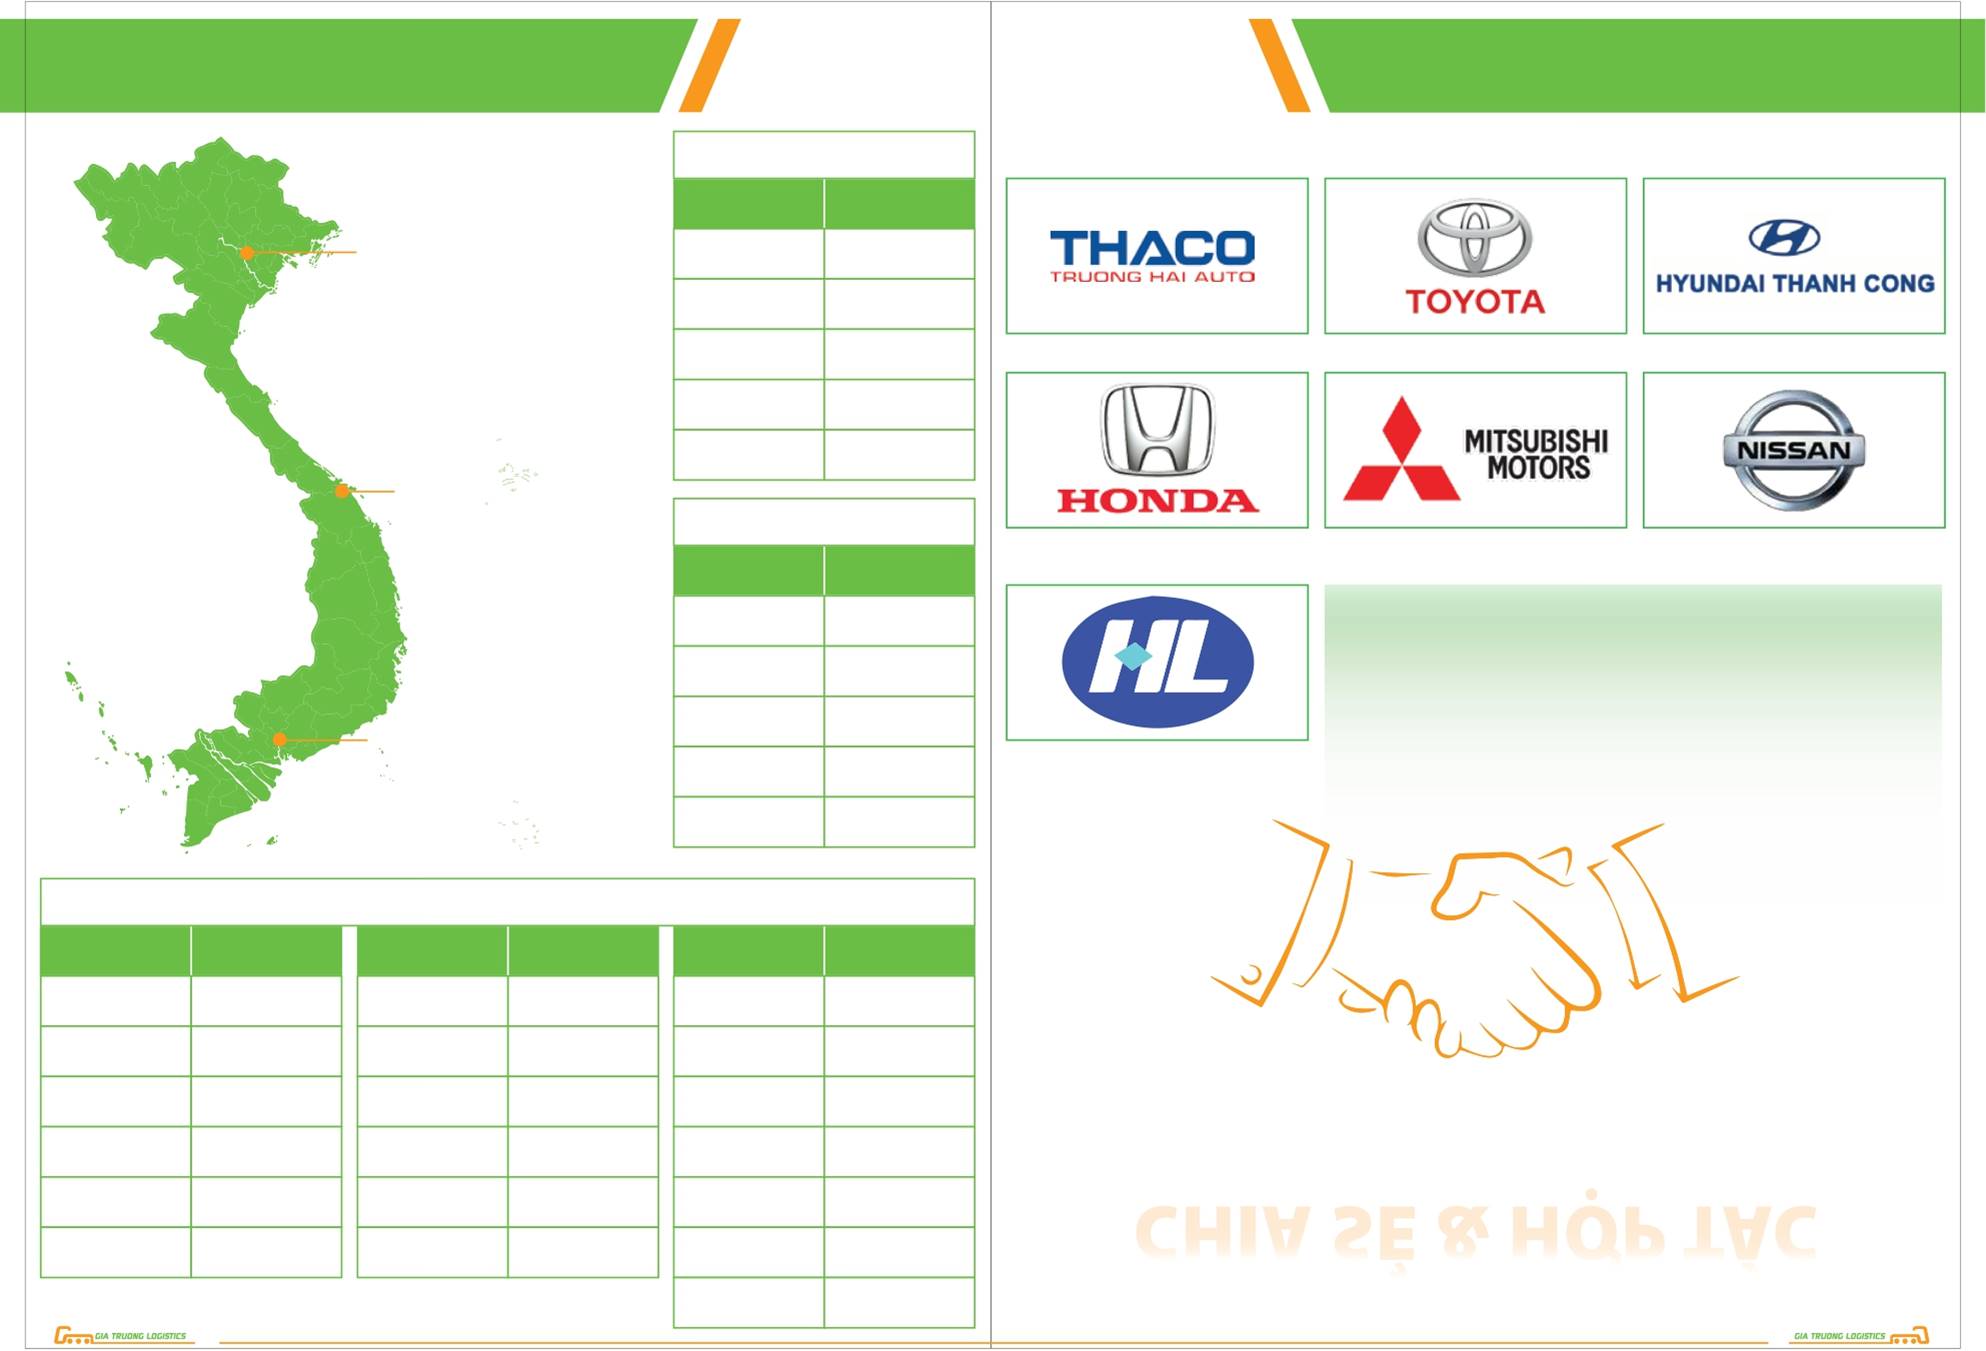 THACO
TRUONG HAI AUTO
TOYOTA
HYUNDAI THANH CONG
HONDA
MITSUBISHI
MOTORS
NISSAN
HL
CHIA SẺ & HỢP TÁC
GIA TRUONG LOGISTICS
GIA TRUONG LOGISTICS